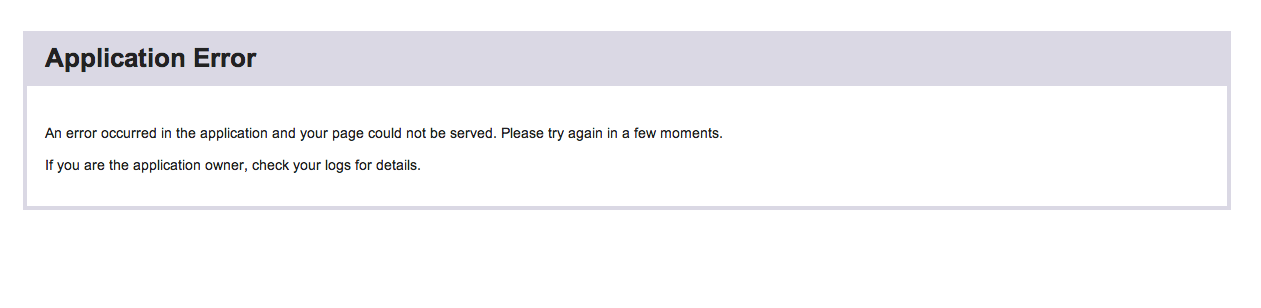 Application Error
An error occurred in the application and your page could not be served. Please try again in a few moments.
If you are the application owner, check your logs for details.